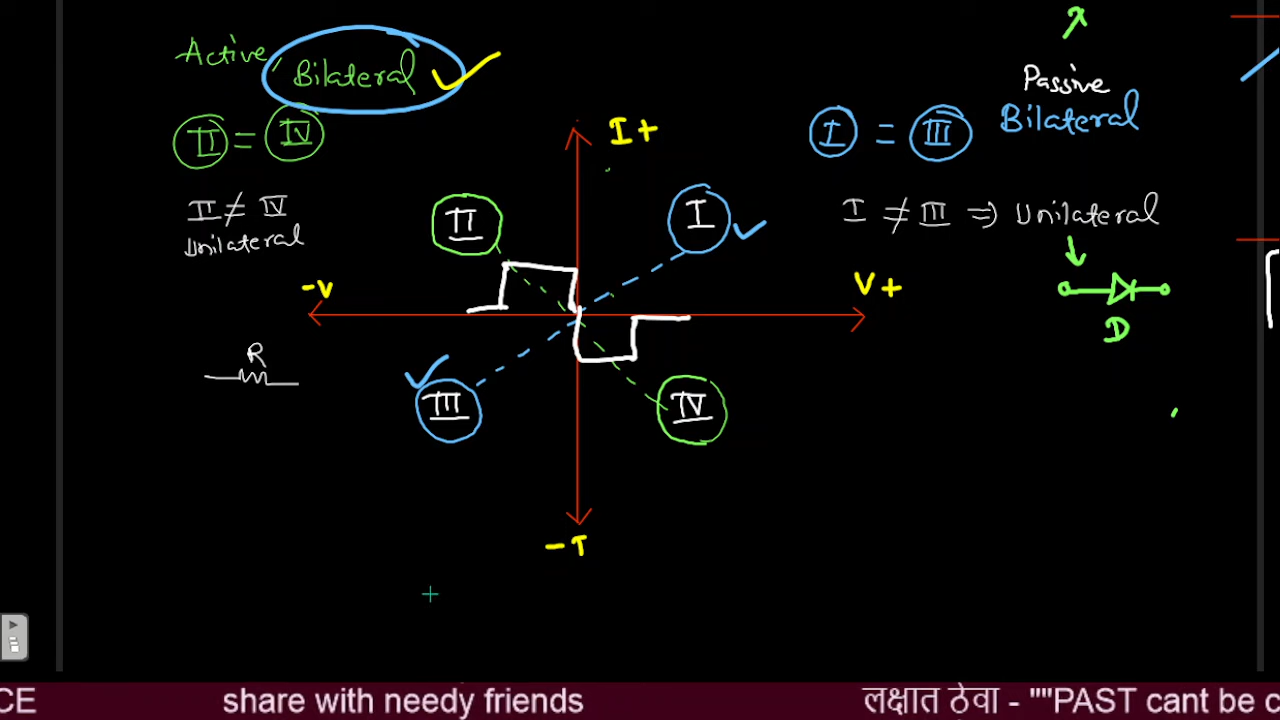 Active, Bilateral
II = IV
II ≠ IV
Unilateral
R
I+
-V
V+
-I
II
I
III
IV
Passive
Bilateral
I = III
I ≠ III ⇒ Unilateral
D
CE share with needy friends लक्षात ठेवा - ""PAST cant be c